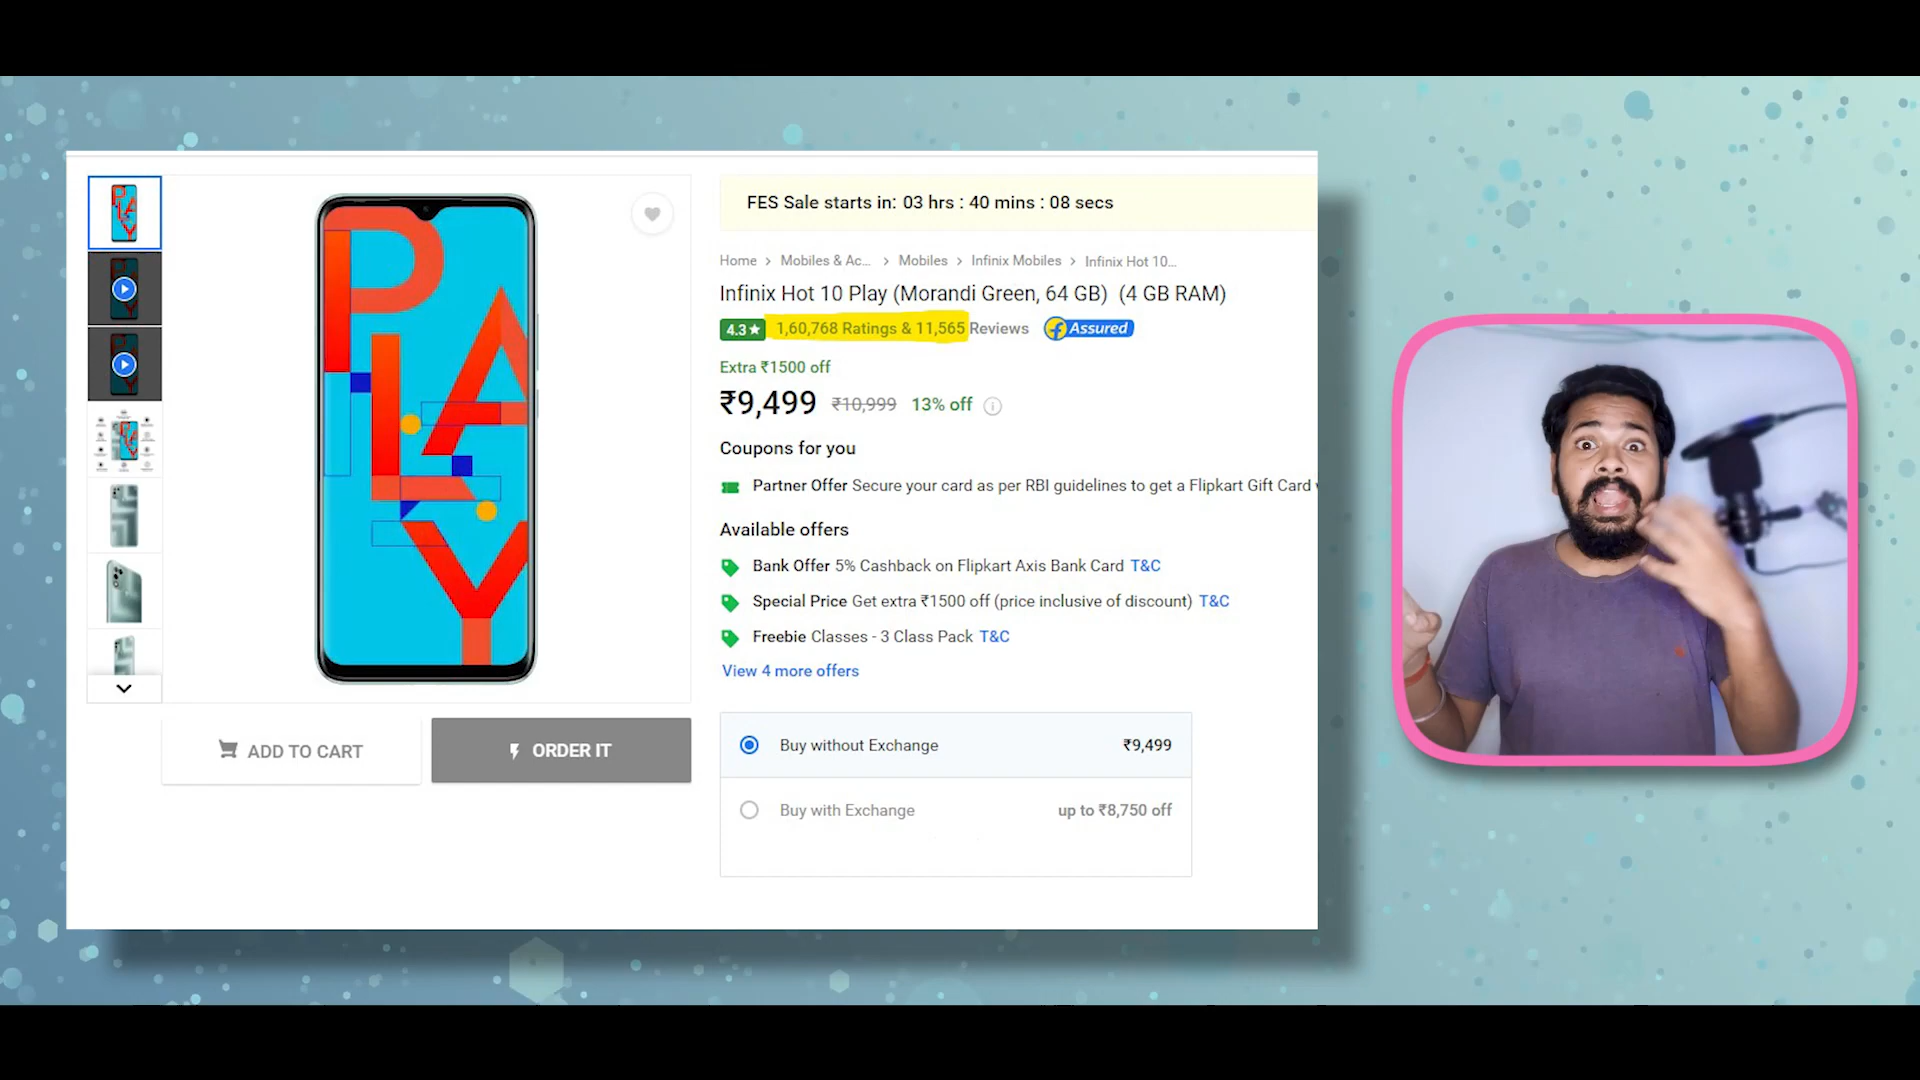 PLAY
FES Sale starts in: 03 hrs : 40 mins : 08 secs
Home > Mobiles & Ac... > Mobiles > Infinix Mobiles > Infinix Hot 10...
Infinix Hot 10 Play (Morandi Green, 64 GB) (4 GB RAM)
4.3★ 1,60,768 Ratings & 11,565 Reviews Assured
Extra ₹1500 off
₹9,499 ₹10,999 13% off
Coupons for you
Partner Offer Secure your card as per RBI guidelines to get a Flipkart Gift Card
Available offers
Bank Offer 5% Cashback on Flipkart Axis Bank Card T&C
Special Price Get extra ₹1500 off (price inclusive of discount) T&C
Freebie Classes - 3 Class Pack T&C
View 4 more offers
ADD TO CART
ORDER IT
Buy without Exchange ₹9,499
Buy with Exchange up to ₹8,750 off